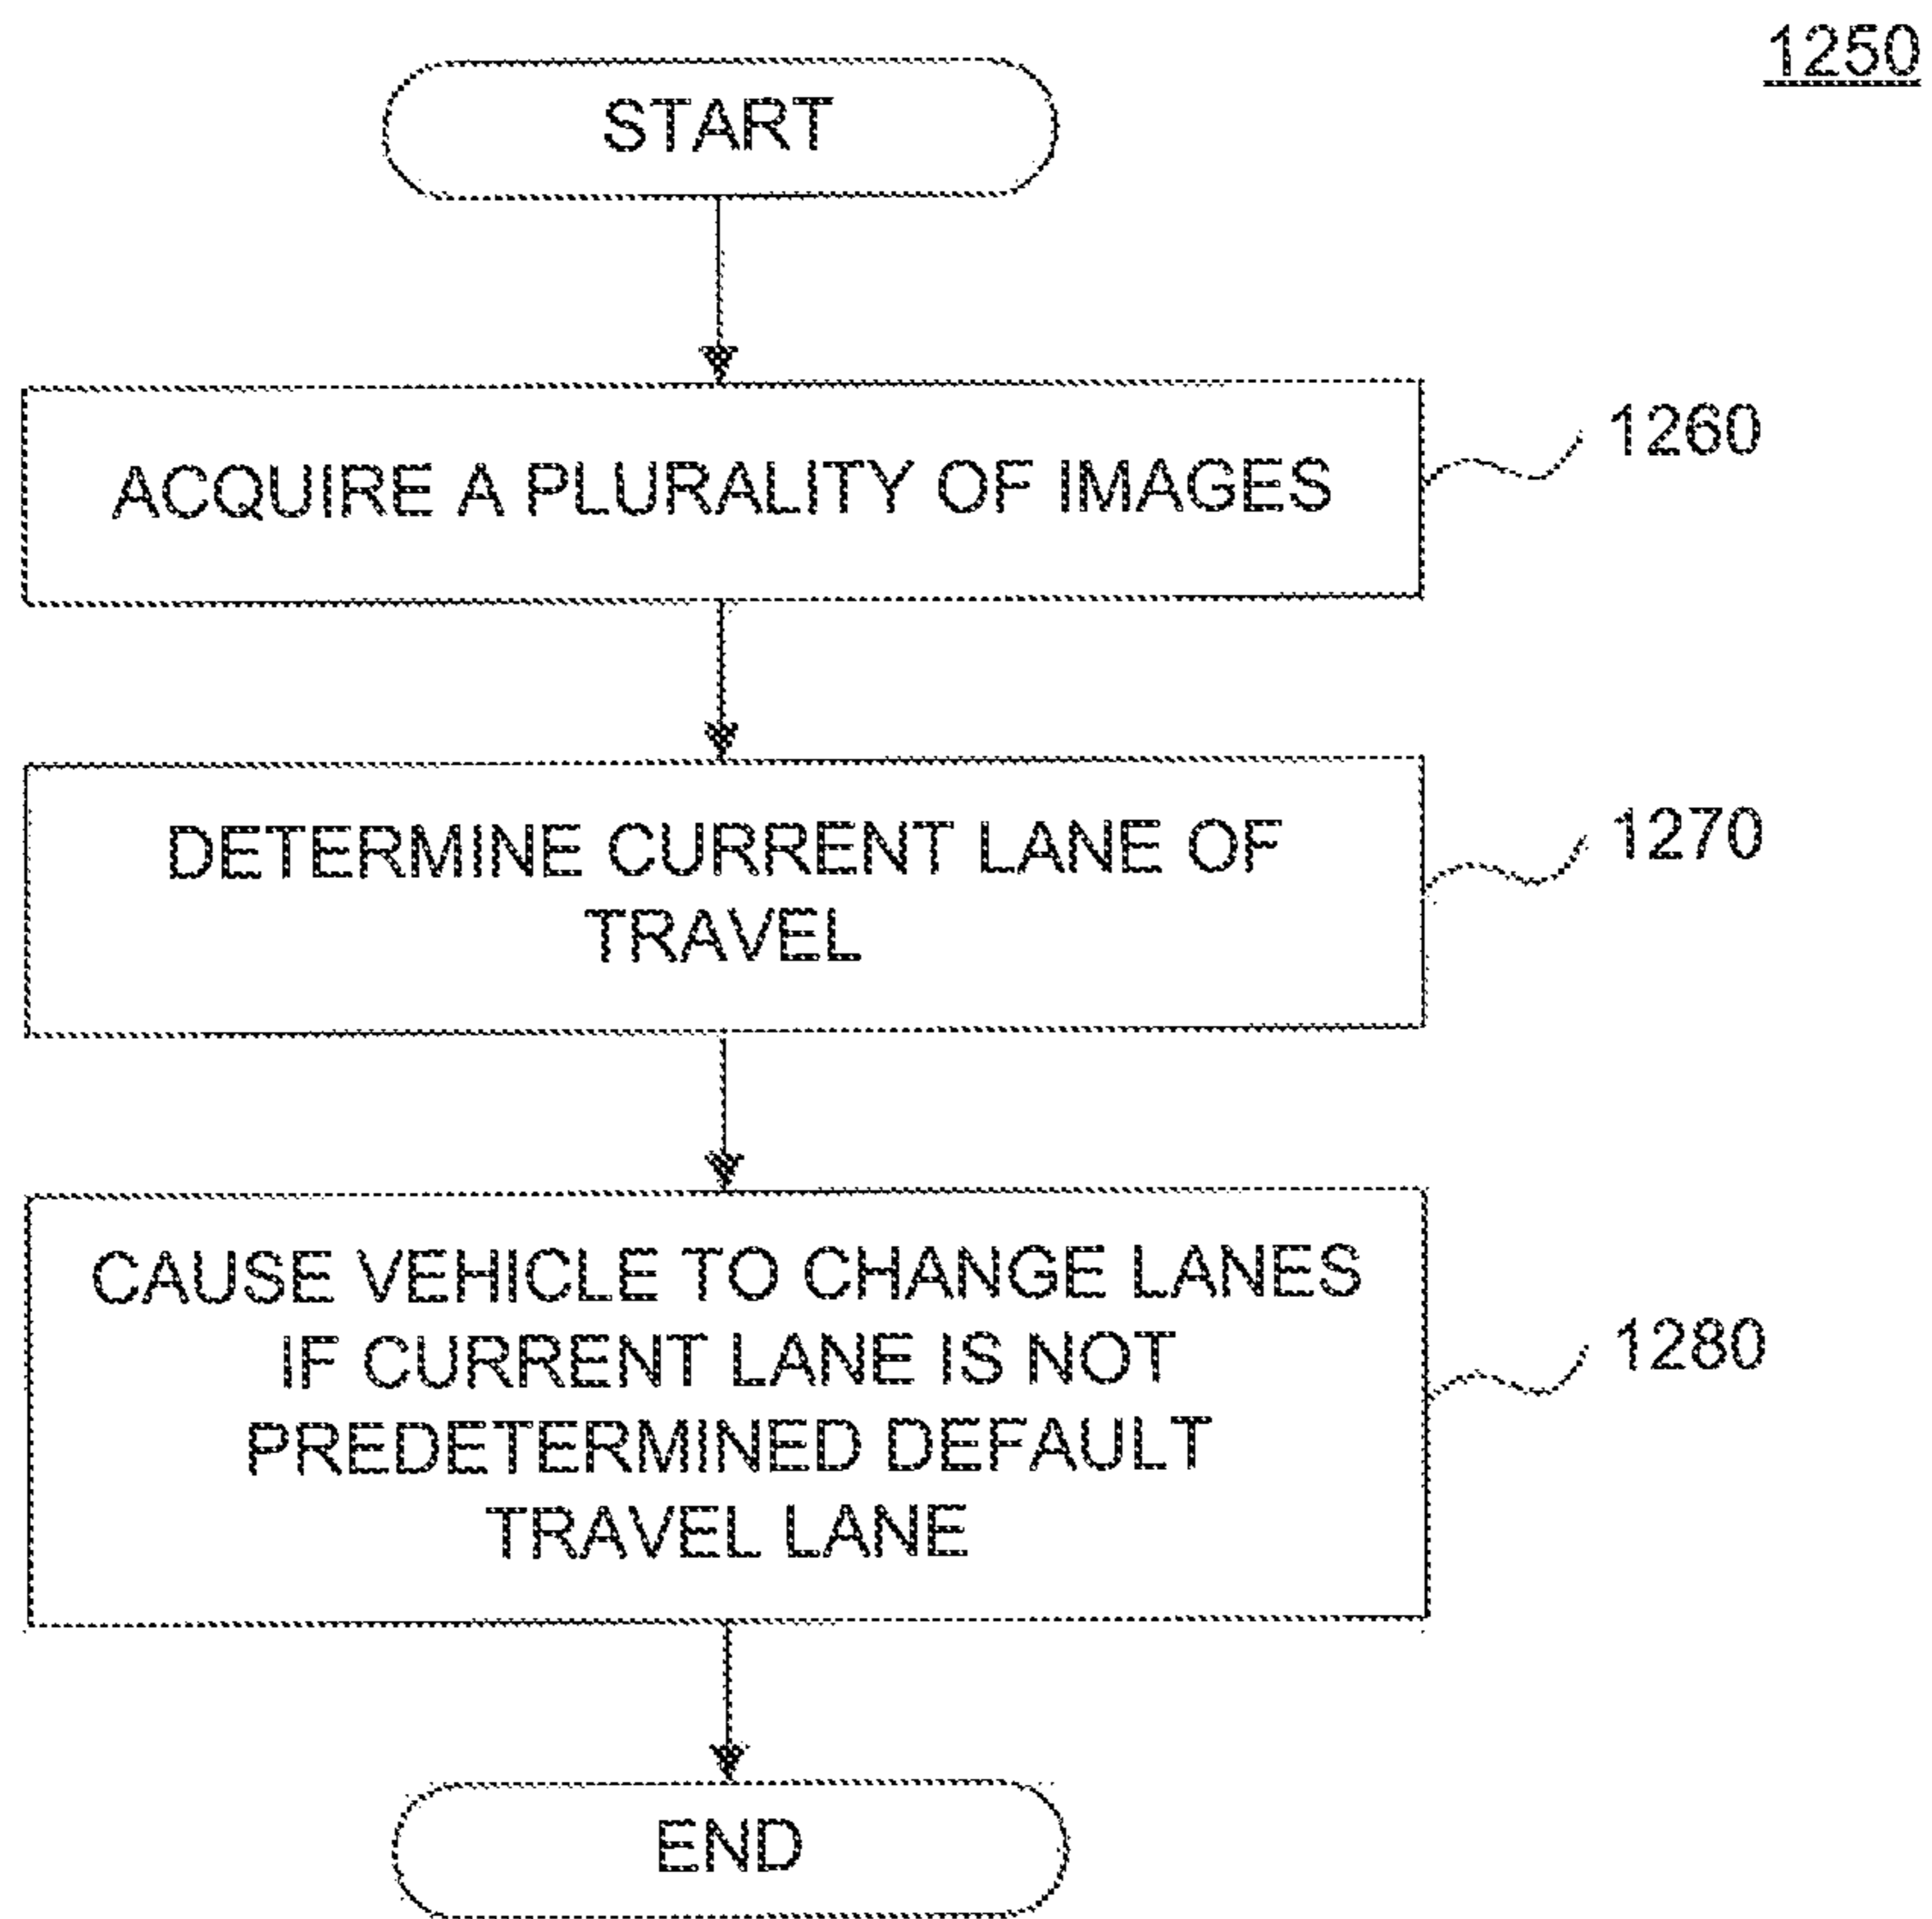 1250
START
ACQUIRE A PLURALITY OF IMAGES
1260
DETERMINE CURRENT LANE OF
TRAVEL
1270
CAUSE VEHICLE TO CHANGE LANES
IF CURRENT LANE IS NOT
PREDETERMINED DEFAULT
TRAVEL LANE
1280
END